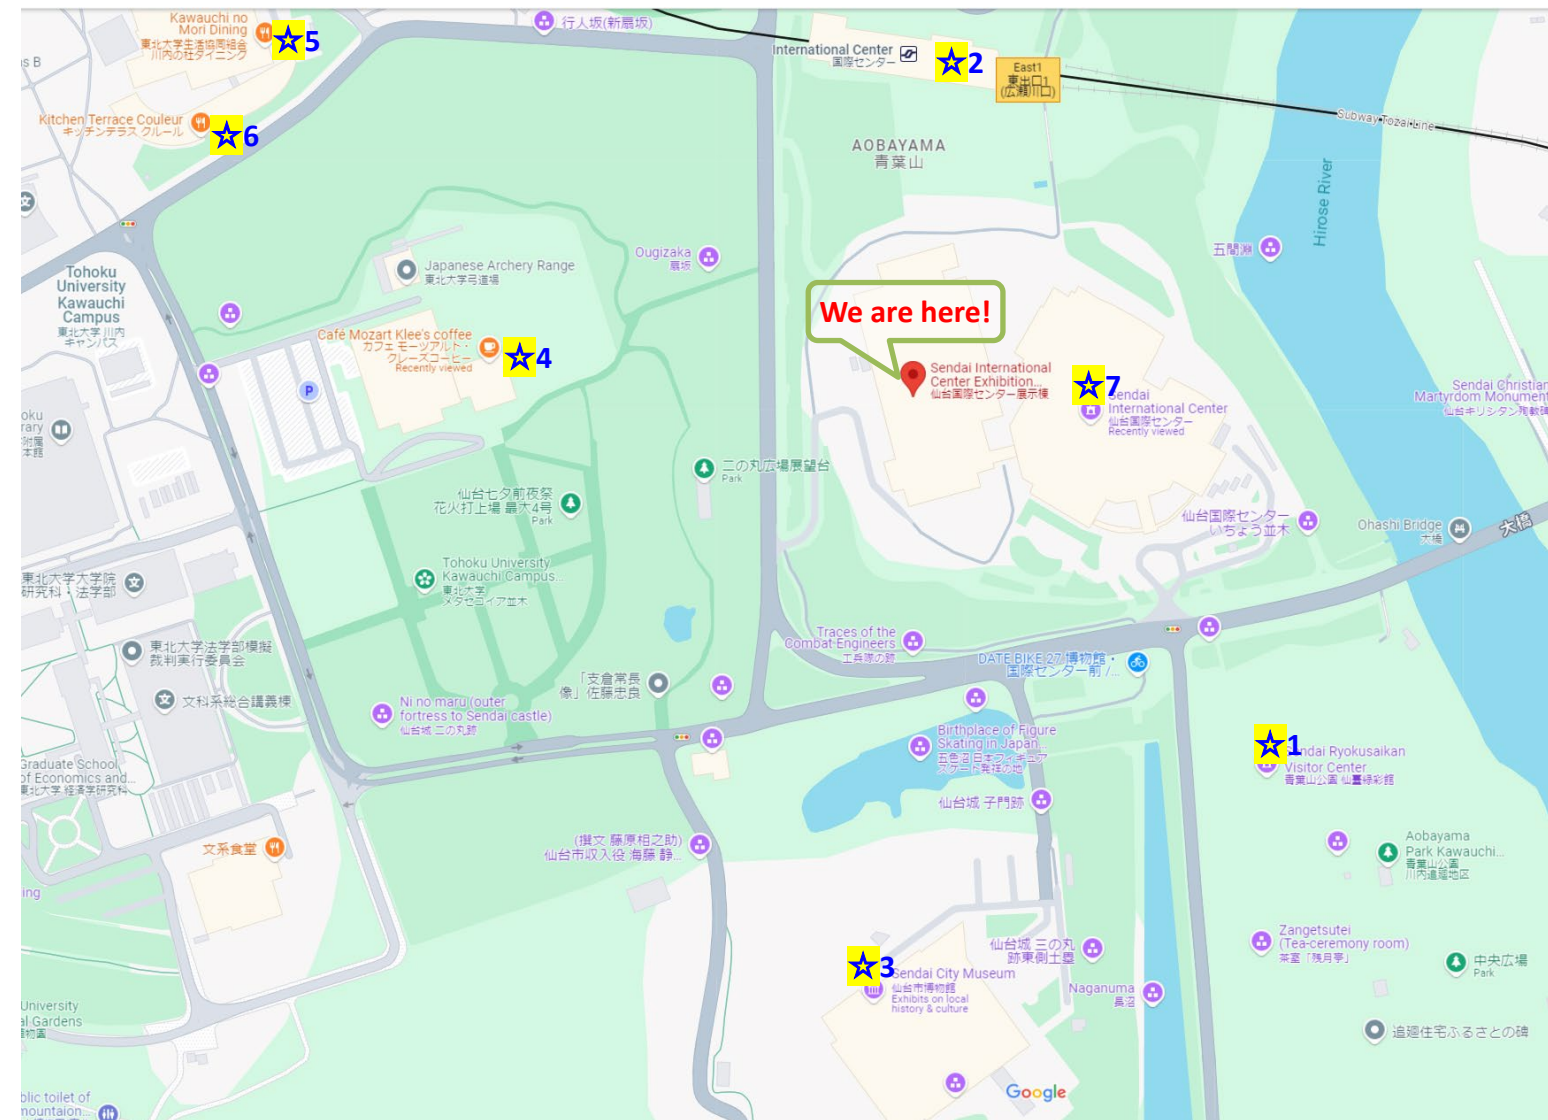 Kawauchi no
Mori Dining
東北大学生活協同組合
川内の杜ダイニング
☆5
行人坂(新扇坂)
International Center
国際センター
☆2
East1
東出口1
(広瀬川口)
Subway Tozai Line
s B
Kitchen Terrace Couleur
キッチンテラス クルール
☆6
AOBAYAMA
青葉山
Hirose River
五間淵
Ougizaka
扇坂
Japanese Archery Range
東北大学弓道場
Tohoku
University
Kawauchi
Campus
東北大学 川内
キャンパス
We are here!
Café Mozart Klee's coffee
カフェ モーツアルト・
クレーズコーヒー
Recently viewed
☆4
P
Sendai International
Center Exhibition...
仙台国際センター展示棟
☆7
Sendai
International Center
仙台国際センター
Recently viewed
Sendai Christian
Martyrdom Monument
仙台キリシタン殉教碑
oku
rary
附属
本館
二の丸広場展望台
Park
仙台七夕前夜祭
花火打上場 最大4号
Park
仙台国際センター
いちょう並木
Ohashi Bridge
大橋
大橋
東北大学大学院
研究科・法学部
Tohoku University
Kawauchi Campus...
東北大学
メタセコイア並木
東北大学法学部模擬
裁判実行委員会
Traces of the
Combat Engineers
工兵隊の跡
DATE BIKE 27 博物館・
国際センター前 /...
文科系総合講義棟
「支倉常長
像」佐藤忠良
Ni no maru (outer
fortress to Sendai castle)
仙台城 二の丸跡
Birthplace of Figure
Skating in Japan...
五色沼 日本フィギュア
スケート発祥の地
☆1
Sendai Ryokusaikan
Visitor Center
青葉山公園 仙臺緑彩館
Graduate School
of Economics and...
東北大学 経済学研究科
仙台城 子門跡
文系食堂
(撰文 藤原相之助)
仙台市収入役 海藤 静...
Aobayama
Park Kawauchi...
青葉山公園
川内追廻地区
ing
Zangetsutei
(Tea-ceremony room)
茶室「残月亭」
仙台城 三の丸
跡東側土塁
中央広場
Park
☆3
Sendai City Museum
仙台市博物館
Exhibits on local
history & culture
Naganuma
長沼
University
al Gardens
物園
追廻住宅ふるさとの碑
blic toilet of
mountaion...
Google